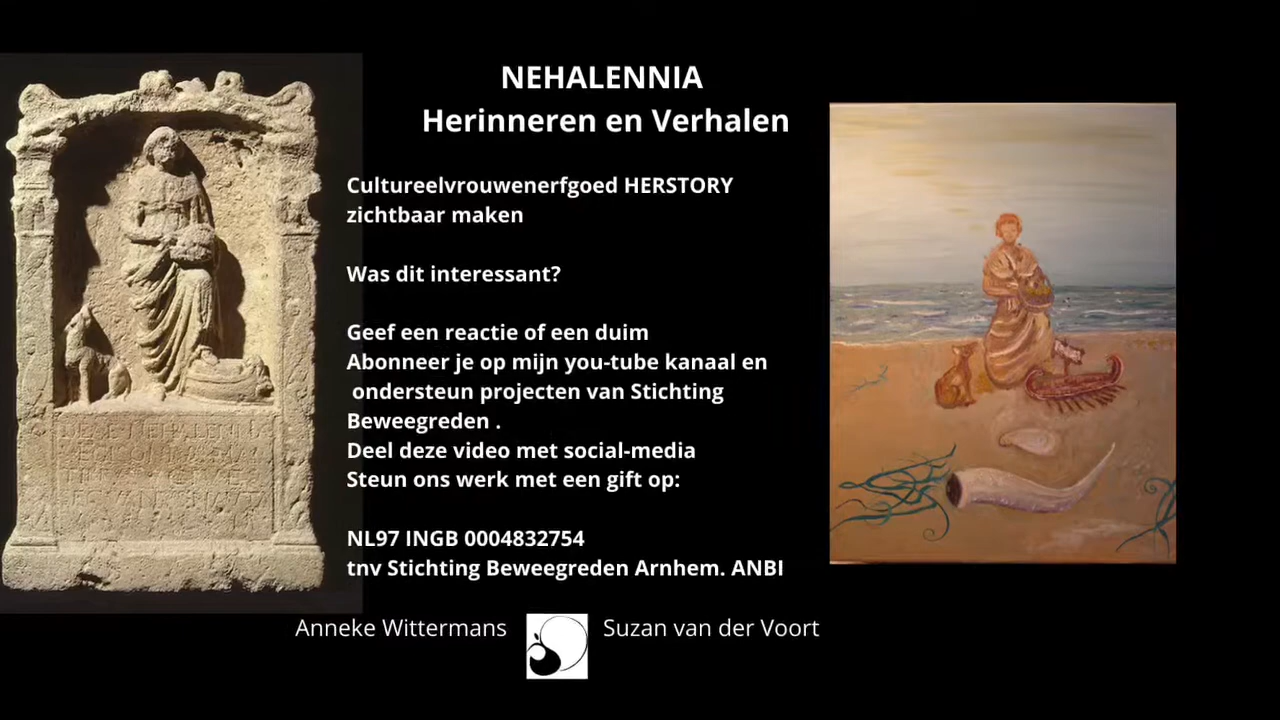 NEHALENNIA
Herinneren en Verhalen
Cultureelvrouwenerfgoed HERSTORY
zichtbaar maken
Was dit interessant?
Geef een reactie of een duim
Abonneer je op mijn you-tube kanaal en
ondersteun projecten van Stichting
Beweegreden .
Deel deze video met social-media
Steun ons werk met een gift op:
NL97 INGB 0004832754
tnv Stichting Beweegreden Arnhem. ANBI
Anneke Wittermans
Suzan van der Voort